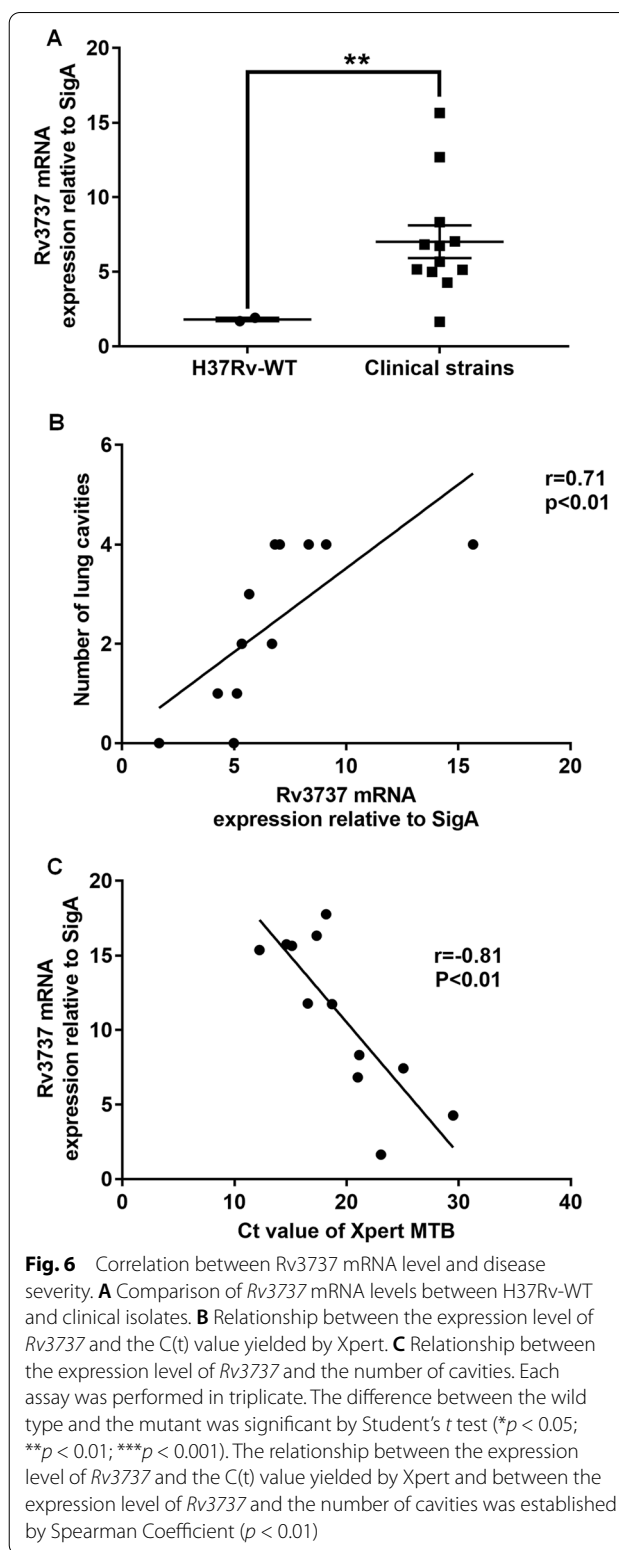 A
Rv3737 mRNA
expression relative to SigA
20
15
10
5
0
**
H37Rv-WT
Clinical strains
B
Number of lung cavities
6
4
2
0
r=0.71
p<0.01
0 5 10 15 20
Rv3737 mRNA
expression relative to SigA
C
Rv3737 mRNA
expression relative to SigA
20
15
10
5
0
r=-0.81
P<0.01
0 10 20 30 40
Ct value of Xpert MTB
Fig. 6 Correlation between Rv3737 mRNA level and disease
severity. A Comparison of Rv3737 mRNA levels between H37Rv-WT
and clinical isolates. B Relationship between the expression level of
Rv3737 and the C(t) value yielded by Xpert. C Relationship between
the expression level of Rv3737 and the number of cavities. Each
assay was performed in triplicate. The difference between the wild
type and the mutant was significant by Student's t test (*p < 0.05;
**p < 0.01; ***p < 0.001). The relationship between the expression
level of Rv3737 and the C(t) value yielded by Xpert and between the
expression level of Rv3737 and the number of cavities was established
by Spearman Coefficient (p < 0.01)